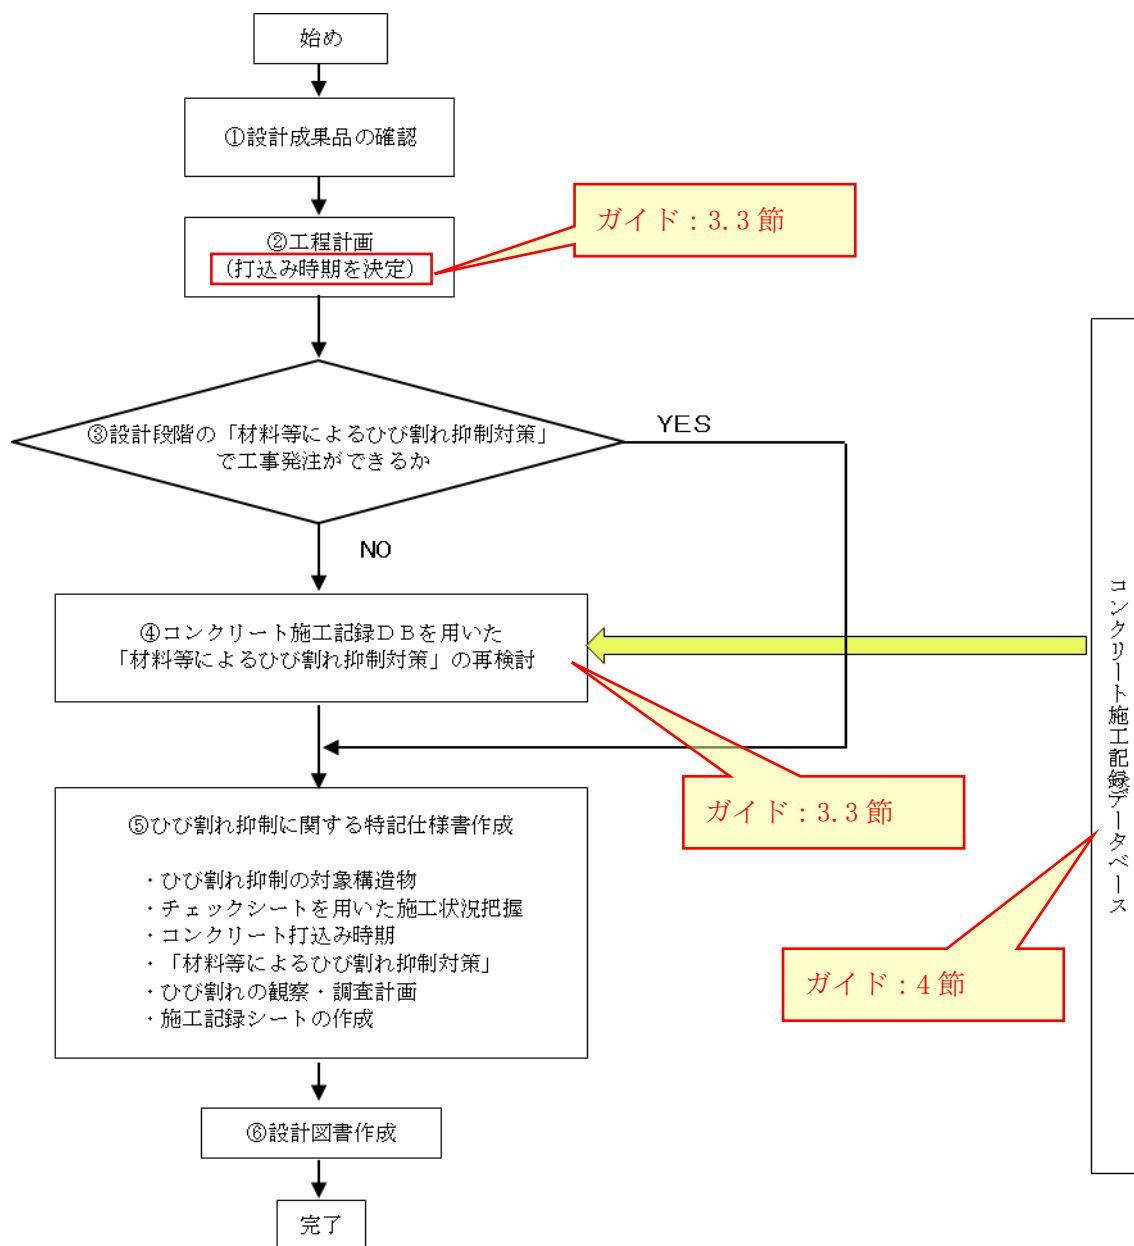 始め
①設計成果品の確認
ガイド：3.3節
②工程計画
(打込み時期を決定)
③設計段階の「材料等によるひび割れ抑制対策」
で工事発注ができるか
YES
NO
④コンクリート施工記録ＤＢを用いた
「材料等によるひび割れ抑制対策」の再検討
コンクリート施工記録データベース
ガイド：3.3節
⑤ひび割れ抑制に関する特記仕様書作成
・ひび割れ抑制の対象構造物
・チェックシートを用いた施工状況把握
・コンクリート打込み時期
・「材料等によるひび割れ抑制対策」
・ひび割れの観察・調査計画
・施工記録シートの作成
ガイド：4節
⑥設計図書作成
完了